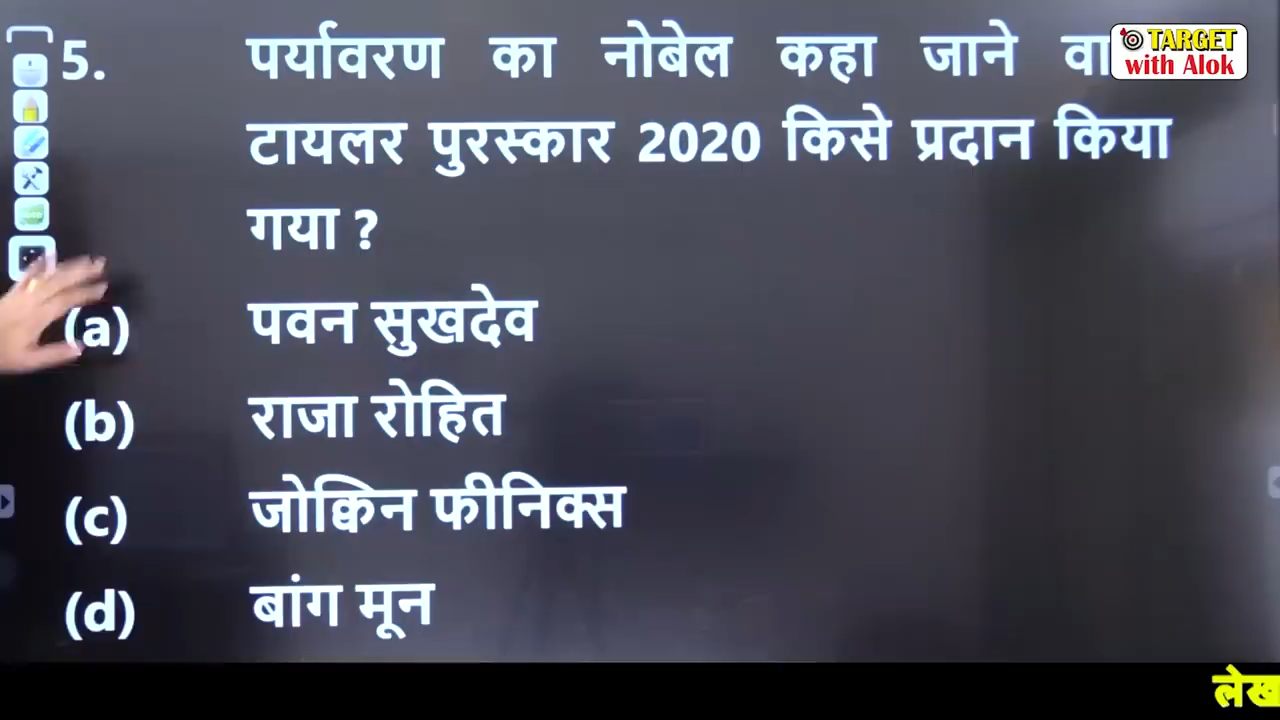 TARGET
with Alok
5. पर्यावरण का नोबेल कहा जाने
टायलर पुरस्कार 2020 किसे प्रदान किया
गया ?
(a) पवन सुखदेव
(b) राजा रोहित
(c) जोक्विन फीनिक्स
(d) बांग मून